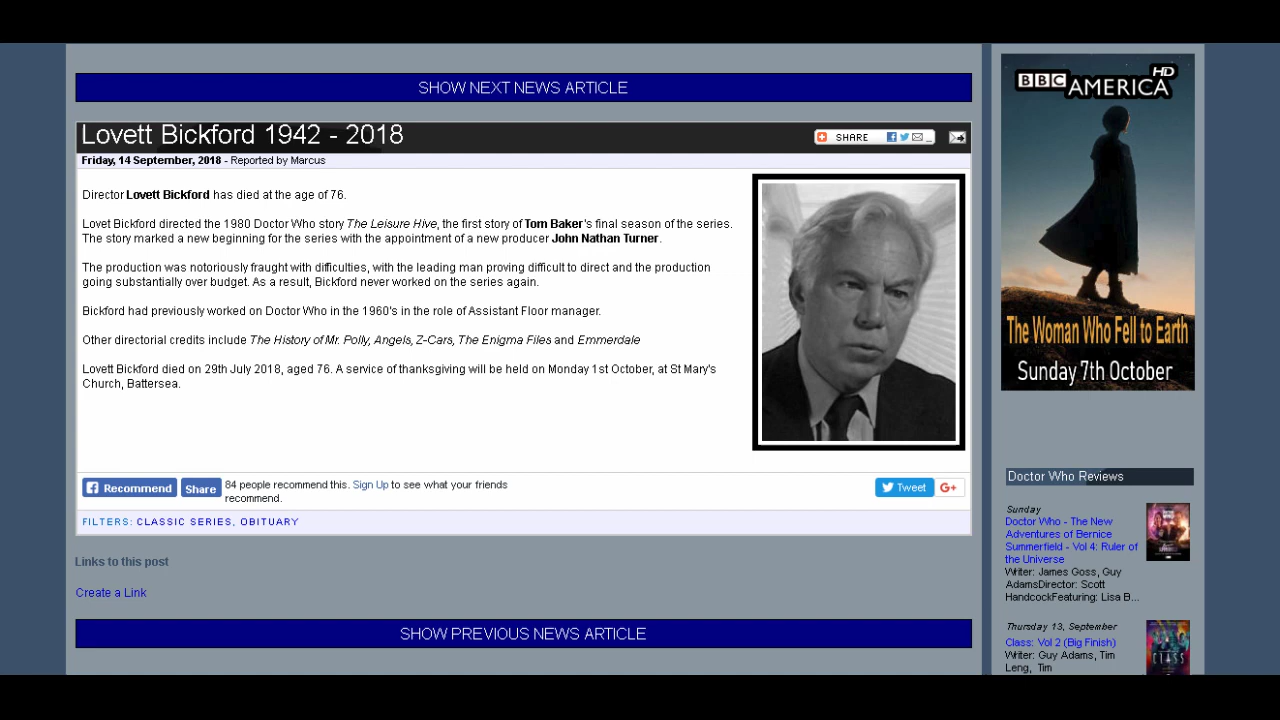 SHOW NEXT NEWS ARTICLE
Lovett Bickford 1942 - 2018
SHARE
Friday, 14 September, 2018 - Reported by Marcus
Director Lovett Bickford has died at the age of 76.
Lovet Bickford directed the 1980 Doctor Who story The Leisure Hive, the first story of Tom Baker's final season of the series.
The story marked a new beginning for the series with the appointment of a new producer John Nathan Turner.
The production was notoriously fraught with difficulties, with the leading man proving difficult to direct and the production
going substantially over budget. As a result, Bickford never worked on the series again.
Bickford had previously worked on Doctor Who in the 1960's in the role of Assistant Floor manager.
Other directorial credits include The History of Mr. Polly, Angels, Z-Cars, The Enigma Files and Emmerdale
Lovett Bickford died on 29th July 2018, aged 76. A service of thanksgiving will be held on Monday 1st October, at St Mary's
Church, Battersea.
Recommend Share 84 people recommend this. Sign Up to see what your friends
recommend.
Tweet G+
FILTERS: CLASSIC SERIES, OBITUARY
Links to this post
Create a Link
SHOW PREVIOUS NEWS ARTICLE
BBC AMERICA HD
The Woman Who Fell to Earth
Sunday 7th October
Doctor Who Reviews
Sunday
Doctor Who - The New
Adventures of Bernice
Summerfield - Vol 4: Ruler of
the Universe
Writer: James Goss, Guy
AdamsDirector: Scott
HandcockFeaturing: Lisa B...
Thursday 13, September
Class: Vol 2 (Big Finish)
Writer: Guy Adams, Tim
Leng, Tim
CLASS